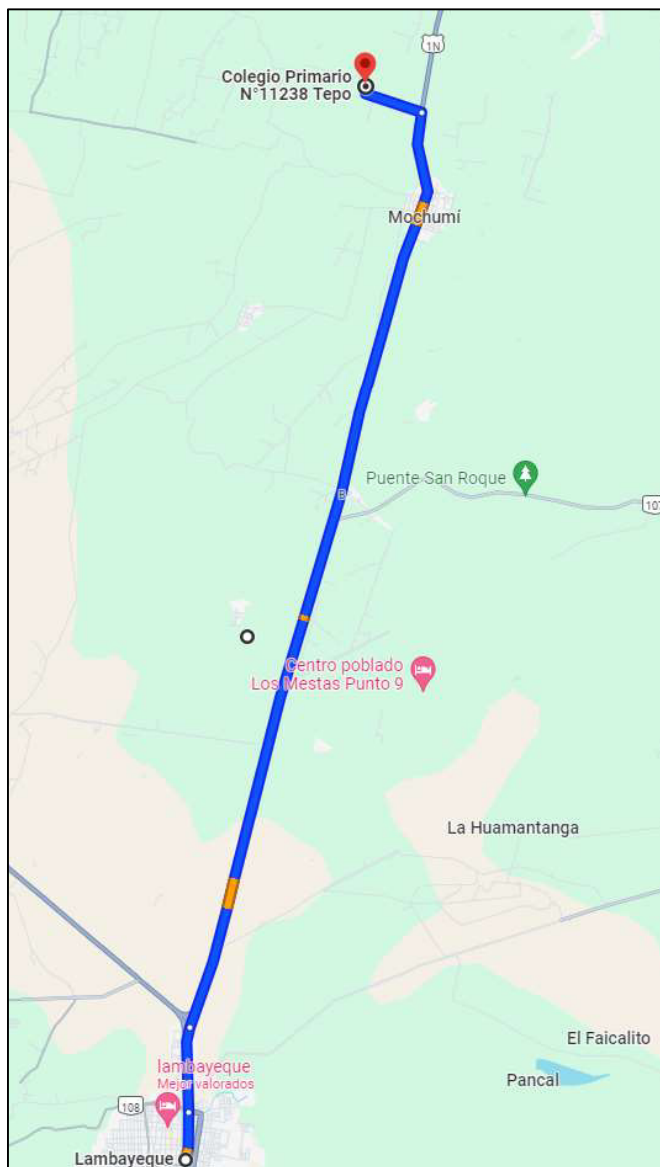 1N
Colegio Primario
N°11238 Tepo
Mochumí
Puente San Roque
B
107
Centro poblado
Los Mestas Punto 9
La Huamantanga
El Faicalito
lambayeque
Mejor valorados
Pancal
108
Lambayeque